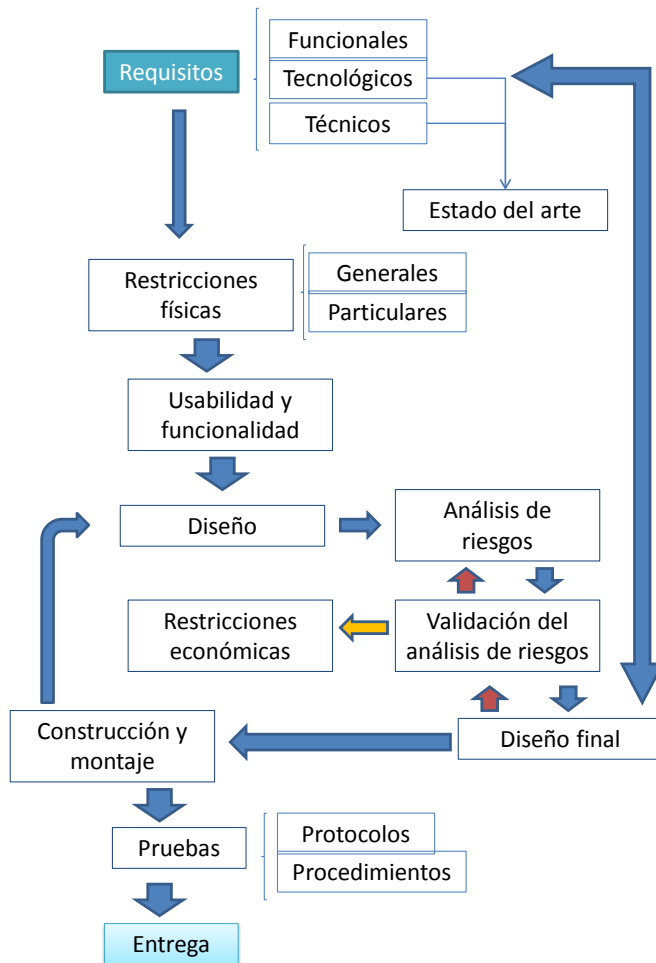 Requisitos
Funcionales
Tecnológicos
Técnicos
Estado del arte
Restricciones
físicas
Generales
Particulares
Usabilidad y
funcionalidad
Diseño
Análisis de
riesgos
Restricciones
económicas
Validación del
análisis de riesgos
Construcción y
montaje
Diseño final
Pruebas
Protocolos
Procedimientos
Entrega